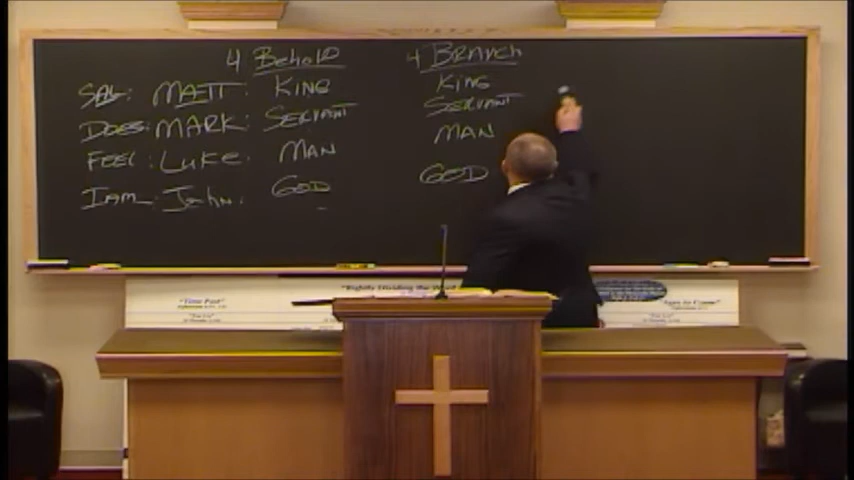 4 Behold
4 BRANCH
SAY: MATT: KING
KING
DOES: MARK: SERVANT
SERVANT
FEEL: LUKE: MAN
MAN
I AM: John: GOD
GOD
"Time Past"
"Rightly Dividing the Word
"Ages to Come"